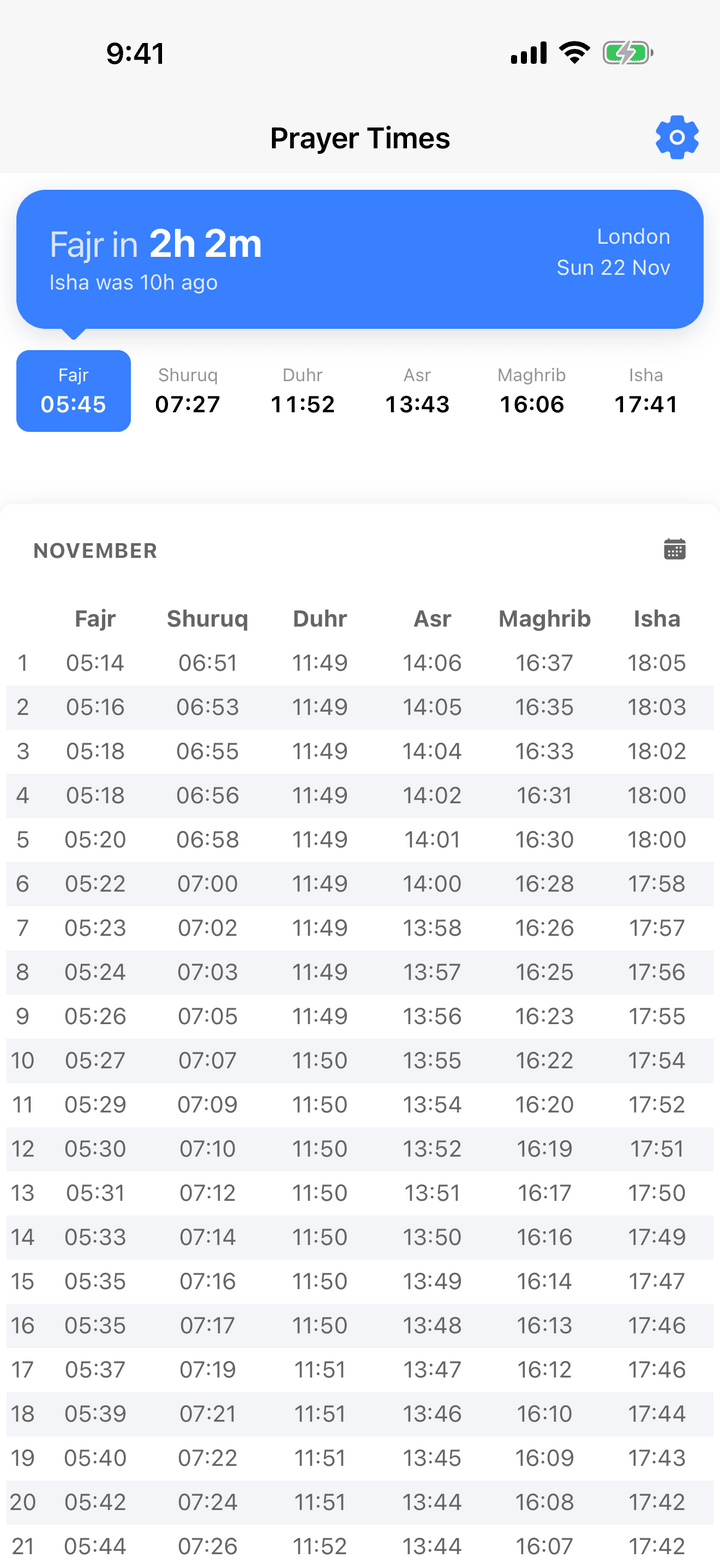 9:41
Prayer Times
Fajr in 2h 2m
Isha was 10h ago
London
Sun 22 Nov
Fajr Shuruq Duhr Asr Maghrib Isha
05:45 07:27 11:52 13:43 16:06 17:41
NOVEMBER
Fajr Shuruq Duhr Asr Maghrib Isha
1 05:14 06:51 11:49 14:06 16:37 18:05
2 05:16 06:53 11:49 14:05 16:35 18:03
3 05:18 06:55 11:49 14:04 16:33 18:02
4 05:18 06:56 11:49 14:02 16:31 18:00
5 05:20 06:58 11:49 14:01 16:30 18:00
6 05:22 07:00 11:49 14:00 16:28 17:58
7 05:23 07:02 11:49 13:58 16:26 17:57
8 05:24 07:03 11:49 13:57 16:25 17:56
9 05:26 07:05 11:49 13:56 16:23 17:55
10 05:27 07:07 11:50 13:55 16:22 17:54
11 05:29 07:09 11:50 13:54 16:20 17:52
12 05:30 07:10 11:50 13:52 16:19 17:51
13 05:31 07:12 11:50 13:51 16:17 17:50
14 05:33 07:14 11:50 13:50 16:16 17:49
15 05:35 07:16 11:50 13:49 16:14 17:47
16 05:35 07:17 11:50 13:48 16:13 17:46
17 05:37 07:19 11:51 13:47 16:12 17:46
18 05:39 07:21 11:51 13:46 16:10 17:44
19 05:40 07:22 11:51 13:45 16:09 17:43
20 05:42 07:24 11:51 13:44 16:08 17:42
21 05:44 07:26 11:52 13:44 16:07 17:42